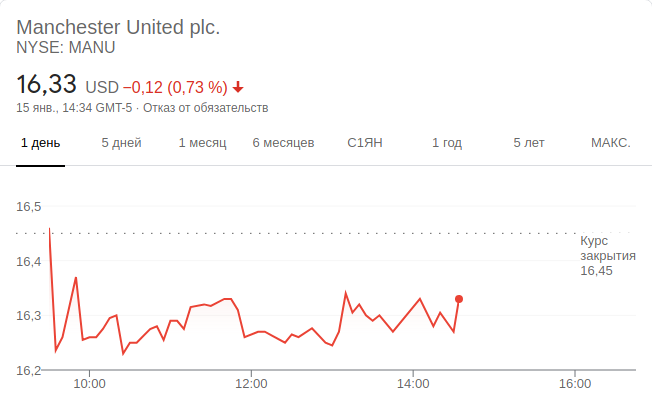 Manchester United plc.
NYSE: MANU
16,33 USD −0,12 (0,73 %)
15 янв., 14:34 GMT-5 · Отказ от обязательств
1 день 5 дней 1 месяц 6 месяцев С1ЯН 1 год 5 лет МАКС.
16,5
Курс
закрытия
16,45
16,4
16,3
16,2
10:00 12:00 14:00 16:00